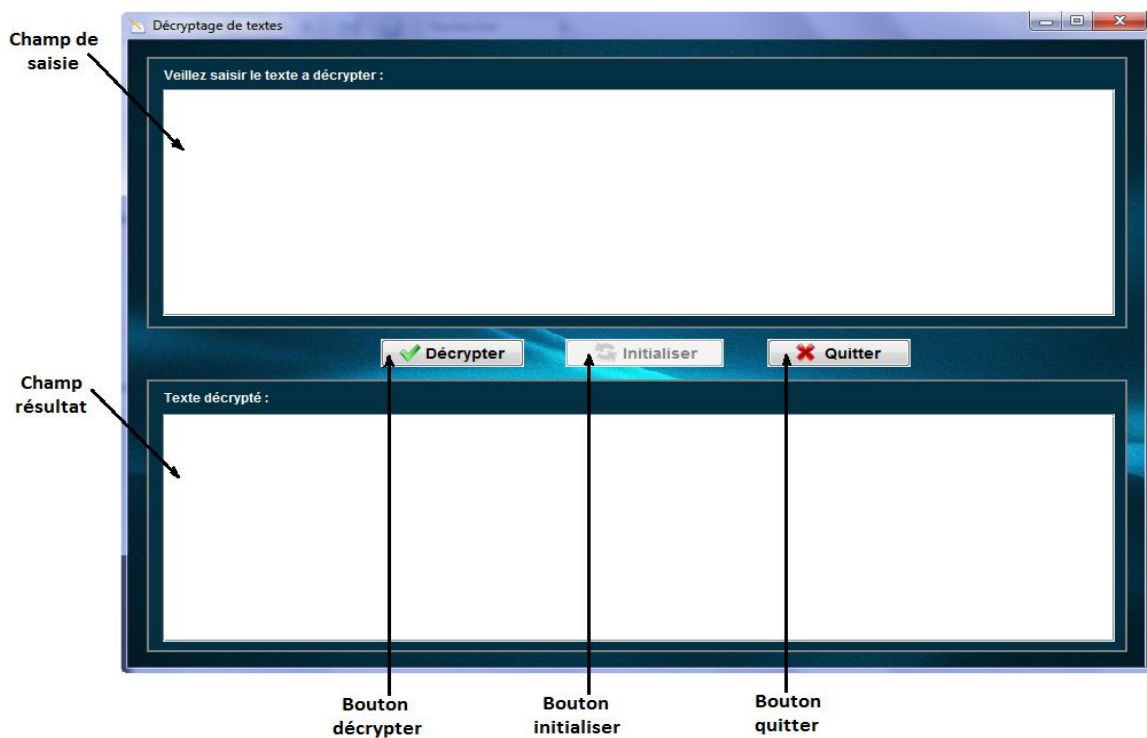 Décryptage de textes
Champ de
saisie
Veillez saisir le texte a décrypter :
Décrypter
Initialiser
Quitter
Champ
résultat
Texte décrypté :
Bouton
décrypter
Bouton
initialiser
Bouton
quitter